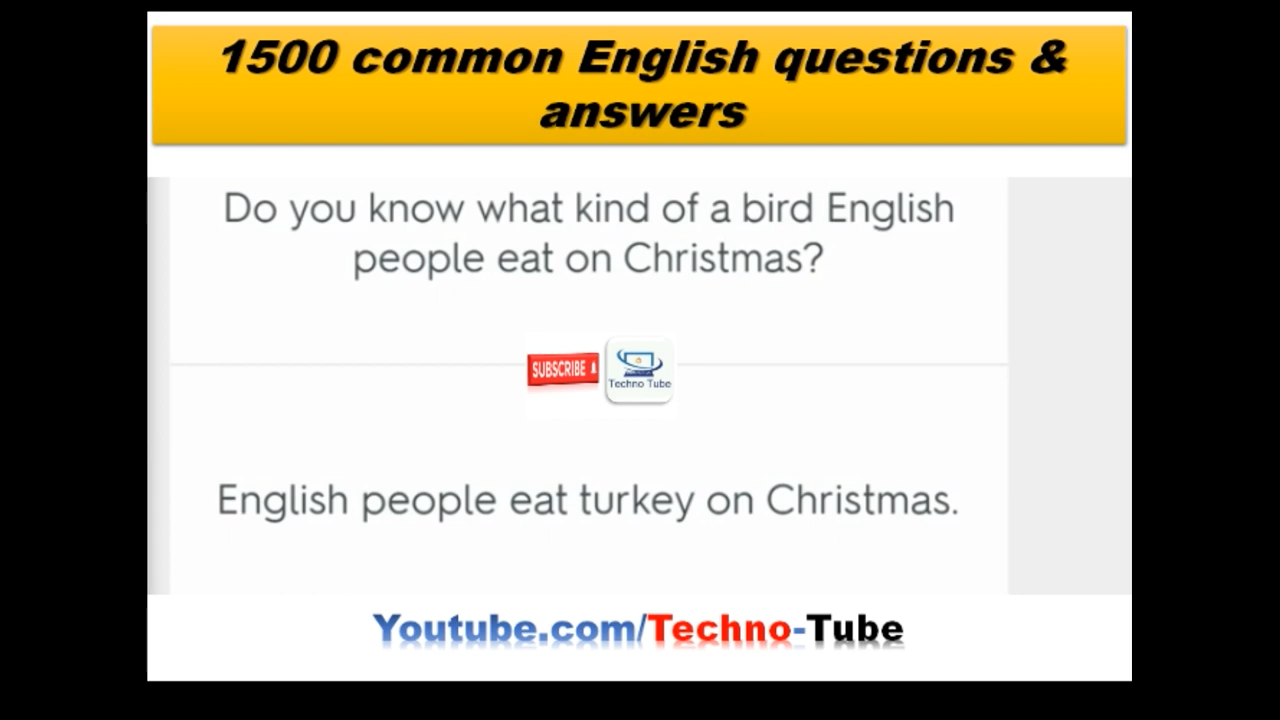 1500 common English questions &
answers
Do you know what kind of a bird English
people eat on Christmas?
SUBSCRIBE
Techno Tube
English people eat turkey on Christmas.
Youtube.com/Techno-Tube